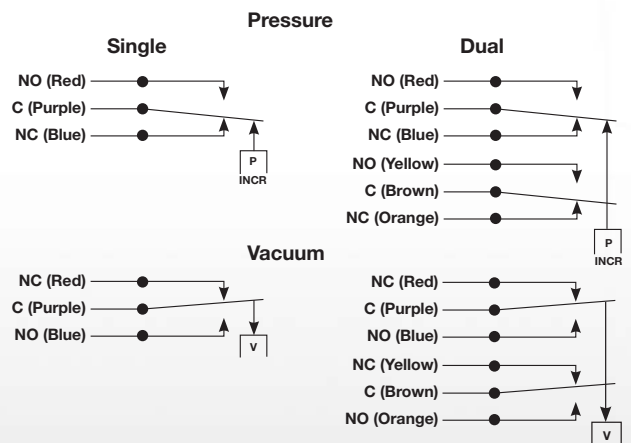 Pressure
Single
NO (Red)
C (Purple)
NC (Blue)
P
INCR
Dual
NO (Red)
C (Purple)
NC (Blue)
NO (Yellow)
C (Brown)
NC (Orange)
P
INCR
Vacuum
NC (Red)
C (Purple)
NO (Blue)
V
NC (Red)
C (Purple)
NO (Blue)
NC (Yellow)
C (Brown)
NO (Orange)
V